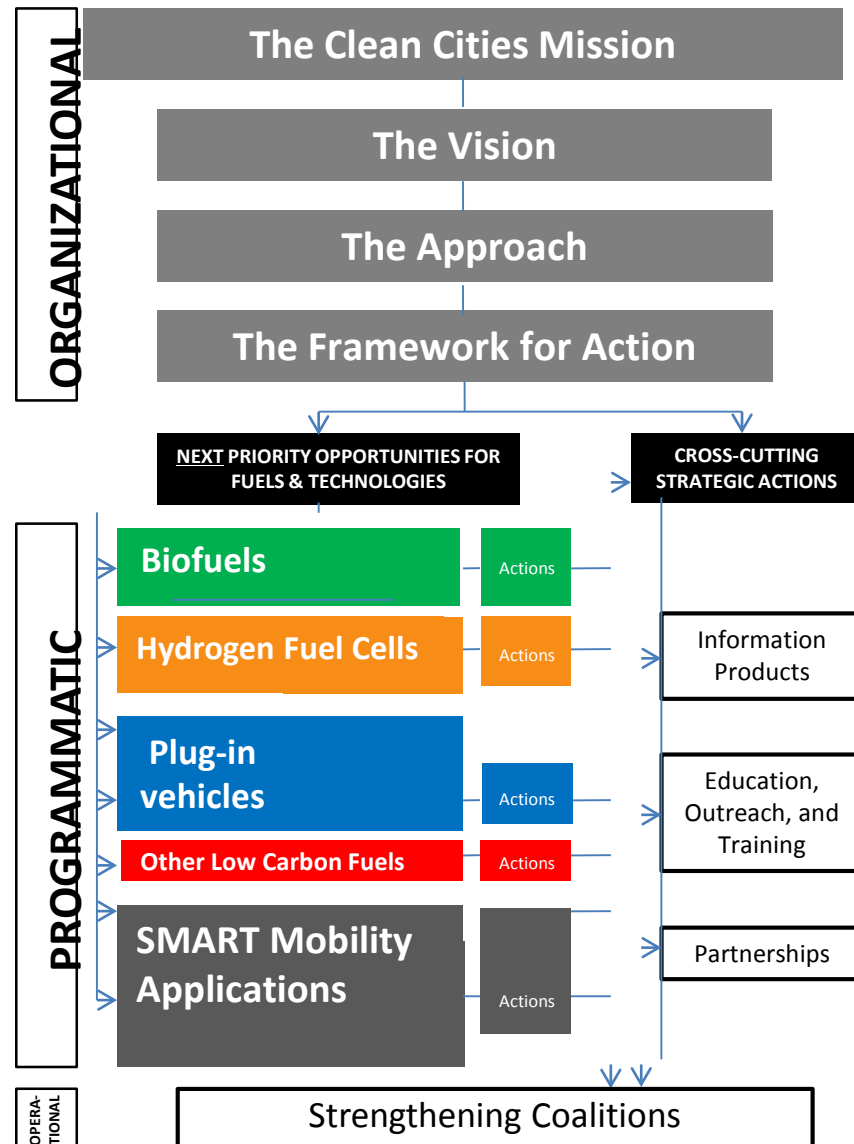 ORGANIZATIONAL
The Clean Cities Mission
The Vision
The Approach
The Framework for Action
NEXT PRIORITY OPPORTUNITIES FOR
FUELS & TECHNOLOGIES
CROSS-CUTTING
STRATEGIC ACTIONS
PROGRAMMATIC
Biofuels
Actions
Hydrogen Fuel Cells
Actions
Plug-in
vehicles
Actions
Other Low Carbon Fuels
Actions
SMART Mobility
Applications
Actions
Information
Products
Education,
Outreach, and
Training
Partnerships
OPERA-
TIONAL
Strengthening Coalitions